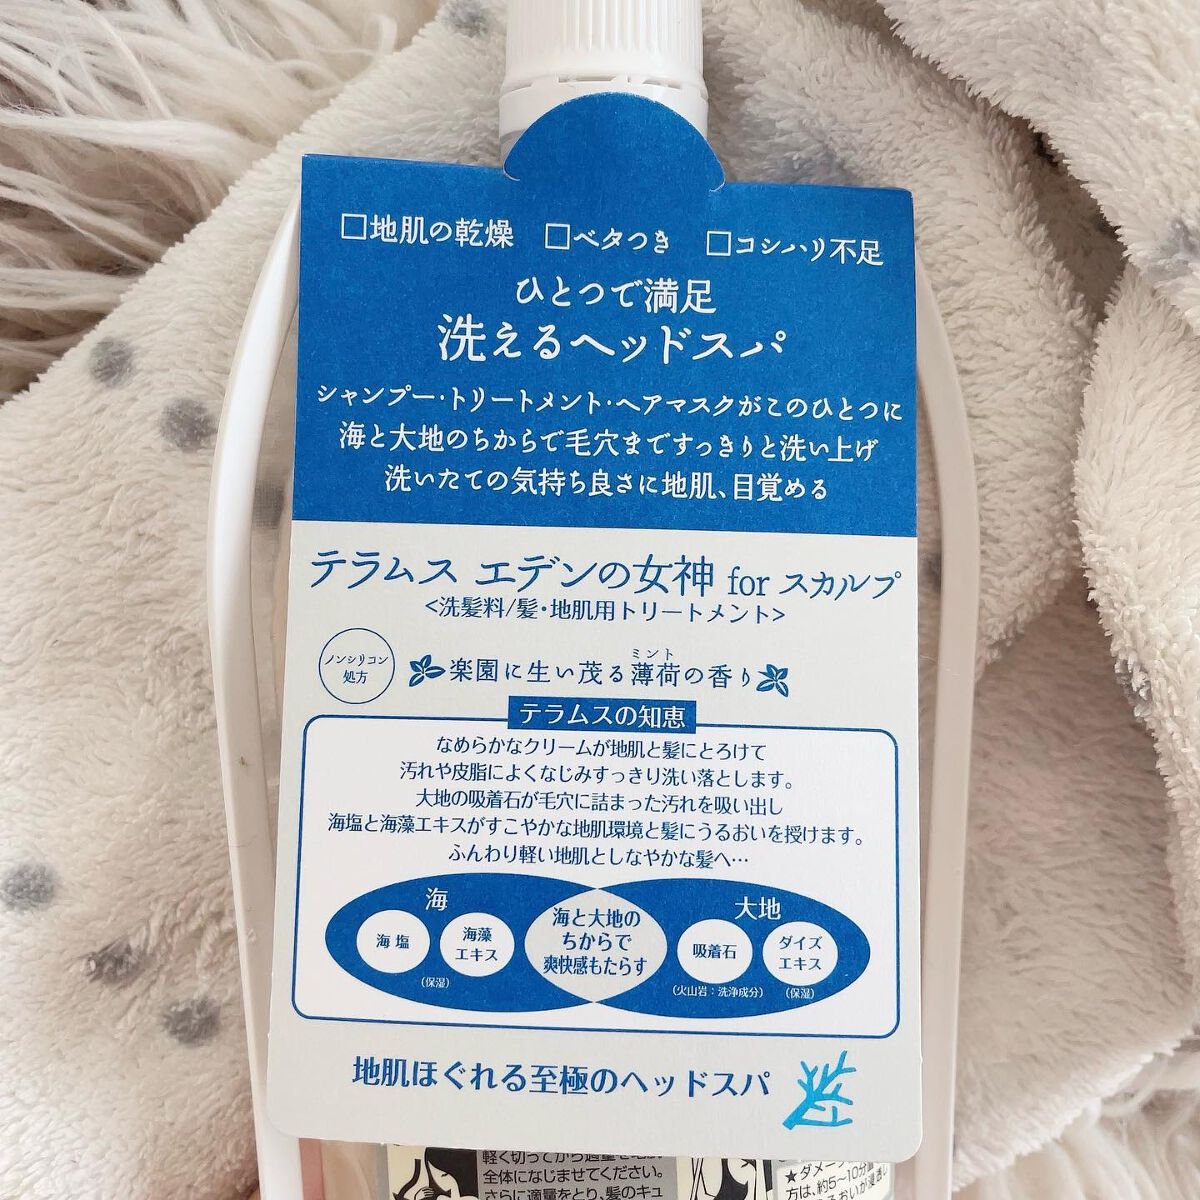 □地肌の乾燥 □ベタつき □コシハリ不足
ひとつで満足
洗えるヘッドスパ
シャンプー・トリートメント・ヘアマスクがこのひとつに
海と大地のちからで毛穴まですっきりと洗い上げ
洗いたての気持ち良さに地肌、目覚める
テラムス エデンの女神 for スカルプ
<洗髪料/髪・地肌用トリートメント>
ノンシリコン
処方
ミント
楽園に生い茂る薄荷の香り
テラムスの知恵
なめらかなクリームが地肌と髪にとろけて
汚れや皮脂によくなじみすっきり洗い落とします。
大地の吸着石が毛穴に詰まった汚れを吸い出し
海塩と海藻エキスがすこやかな地肌環境と髪にうるおいを授けます。
ふんわり軽い地肌としなやかな髪へ…
海
海塩
海藻
エキス
(保湿)
海と大地の
ちからで
爽快感もたらす
大地
吸着石
(火山岩：洗浄成分)
ダイズ
エキス
(保湿)
地肌ほぐれる至極のヘッドスパ
軽く切ってから適量を
全体になじませてください。
さらに適量をとり、髪のキュ
★ダメー
方は、約5〜10分